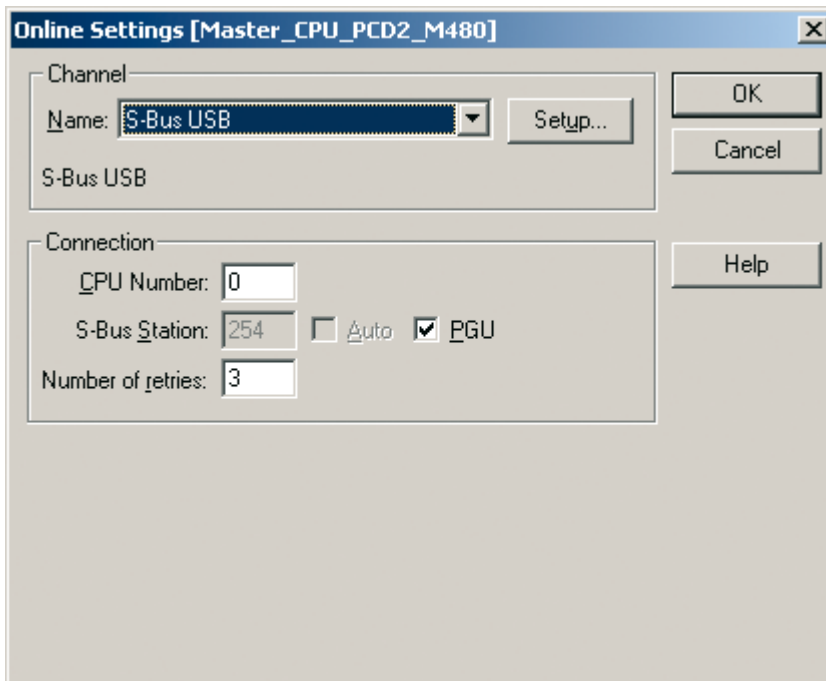 Online Settings [Master_CPU_PCD2_M480]
Channel
Name: S-Bus USB Setup...
S-Bus USB
OK
Cancel
Connection
CPU Number: 0
S-Bus Station: 254 Auto PGU
Number of retries: 3
Help